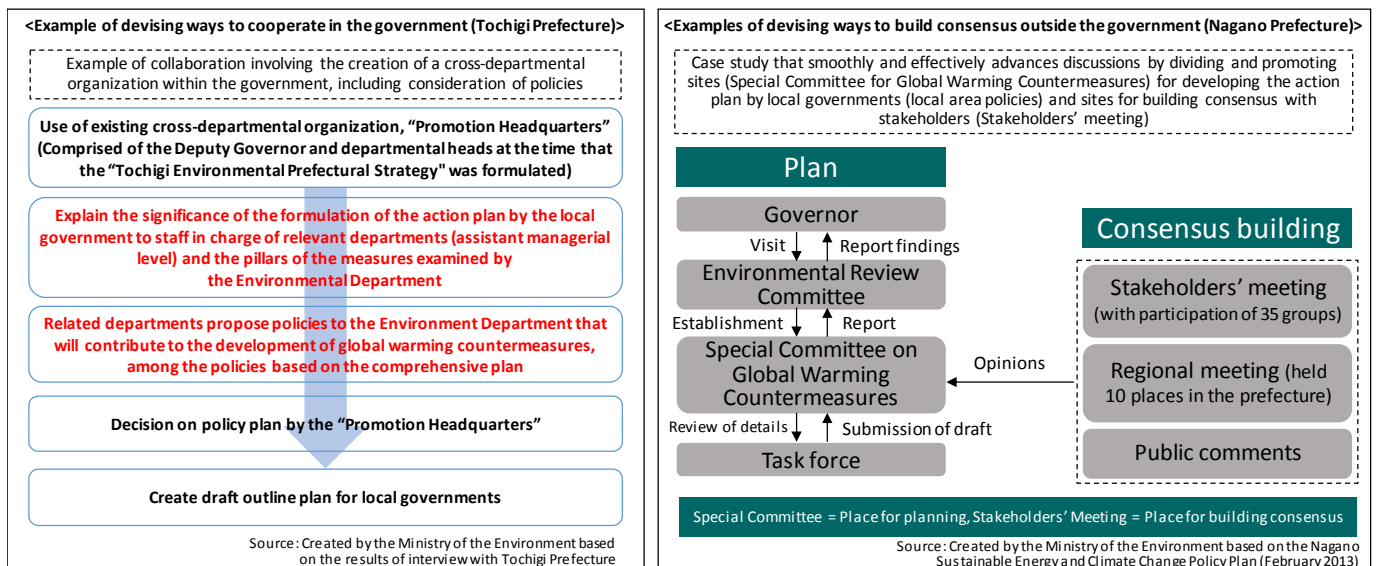 <Example of devising ways to cooperate in the government (Tochigi Prefecture)>
Example of collaboration involving the creation of a cross-departmental
organization within the government, including consideration of policies
Use of existing cross-departmental organization, “Promotion Headquarters”
(Comprised of the Deputy Governor and departmental heads at the time that
the “Tochigi Environmental Prefectural Strategy" was formulated)
Explain the significance of the formulation of the action plan by the local
government to staff in charge of relevant departments (assistant managerial
level) and the pillars of the measures examined by
the Environmental Department
Related departments propose policies to the Environment Department that
will contribute to the development of global warming countermeasures,
among the policies based on the comprehensive plan
Decision on policy plan by the “Promotion Headquarters”
Create draft outline plan for local governments
Source: Created by the Ministry of the Environment based
on the results of interview with Tochigi Prefecture
<Examples of devising ways to build consensus outside the government (Nagano Prefecture)>
Case study that smoothly and effectively advances discussions by dividing and promoting
sites (Special Committee for Global Warming Countermeasures) for developing the action
plan by local governments (local area policies) and sites for building consensus with
stakeholders (Stakeholders’ meeting)
Plan
Governor
Visit
Report findings
Environmental Review
Committee
Establishment
Report
Special Committee on
Global Warming
Countermeasures
Review of details
Submission of draft
Task force
Opinions
Consensus building
Stakeholders’ meeting
(with participation of 35 groups)
Regional meeting (held
10 places in the prefecture)
Public comments
Special Committee = Place for planning, Stakeholders’ Meeting = Place for building consensus
Source: Created by the Ministry of the Environment based on the Nagano
Sustainable Energy and Climate Change Policy Plan (February 2013)